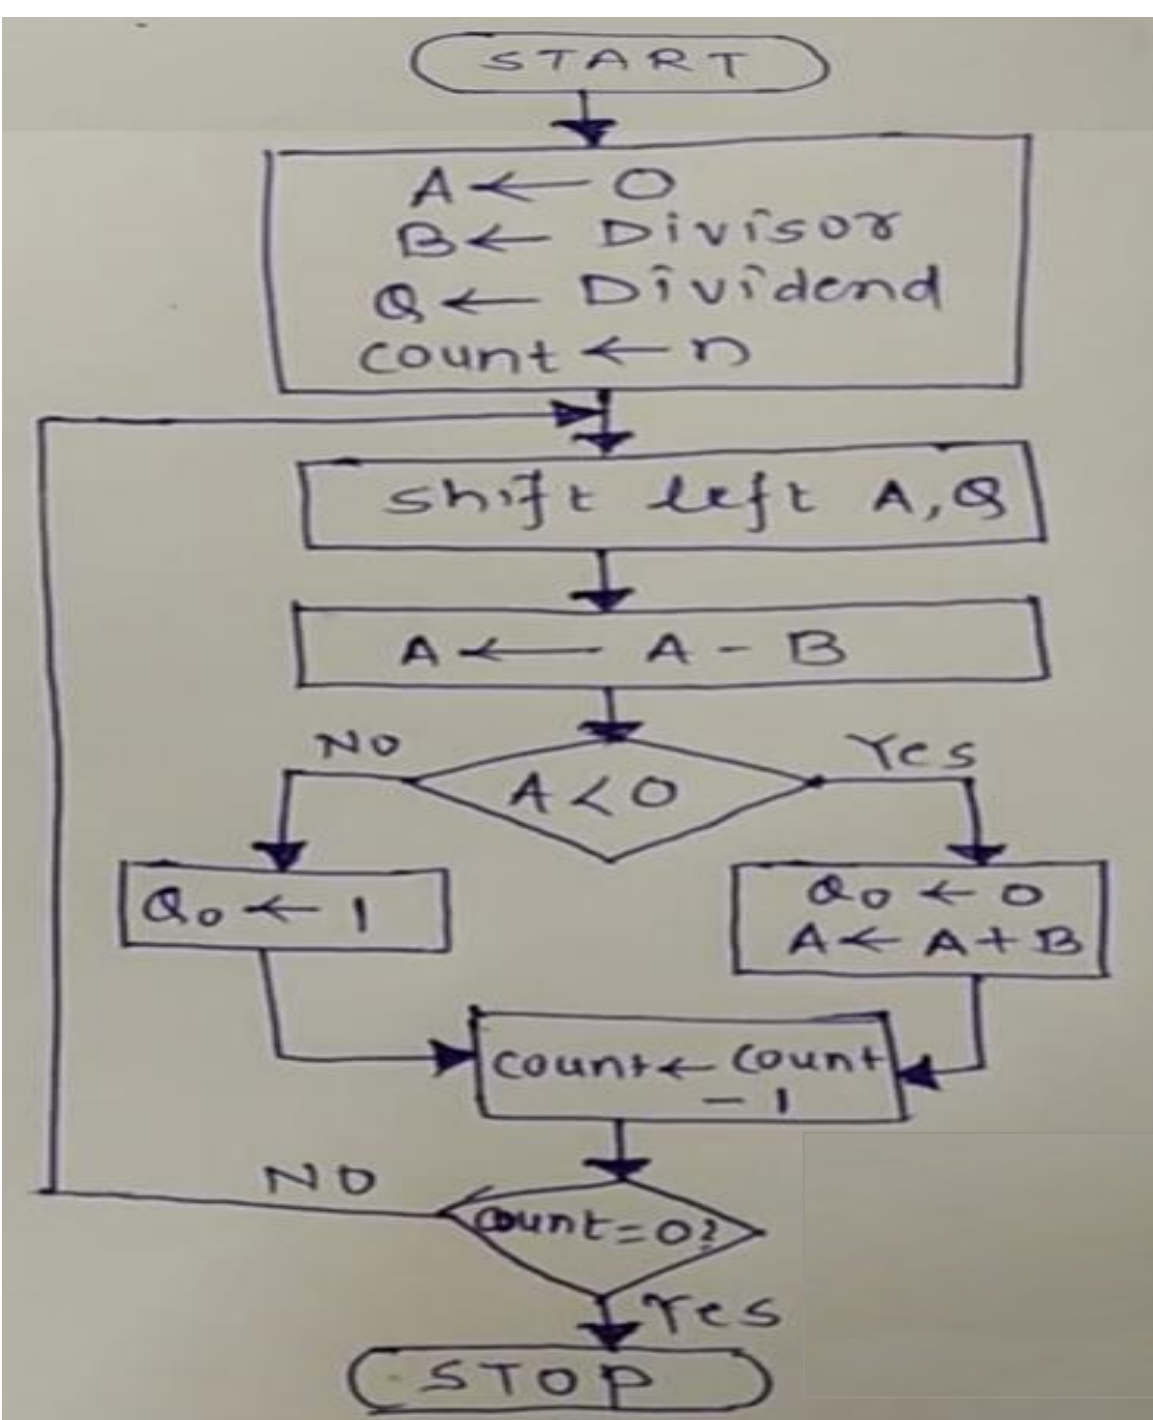 START
A ← 0
B ← Divisor
Q ← Dividend
count ← n
shift left A, Q
A ← A - B
No
Yes
A < 0
Q0 ← 1
Q0 ← 0
A ← A + B
count ← count
- 1
NO
count = 0?
Yes
STOP